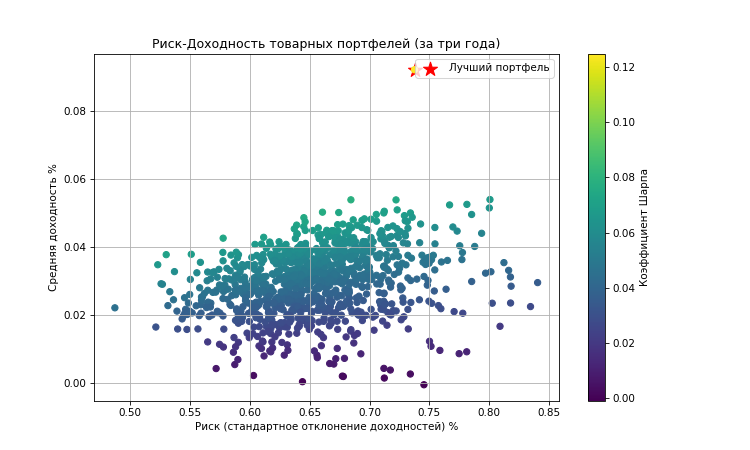 Риск-Доходность товарных портфелей (за три года)
Лучший портфель
Средняя доходность %
0.08
0.06
0.04
0.02
0.00
0.50 0.55 0.60 0.65 0.70 0.75 0.80 0.85
Риск (стандартное отклонение доходностей) %
0.12
0.10
0.08
0.06
0.04
0.02
0.00
Коэффициент Шарпа